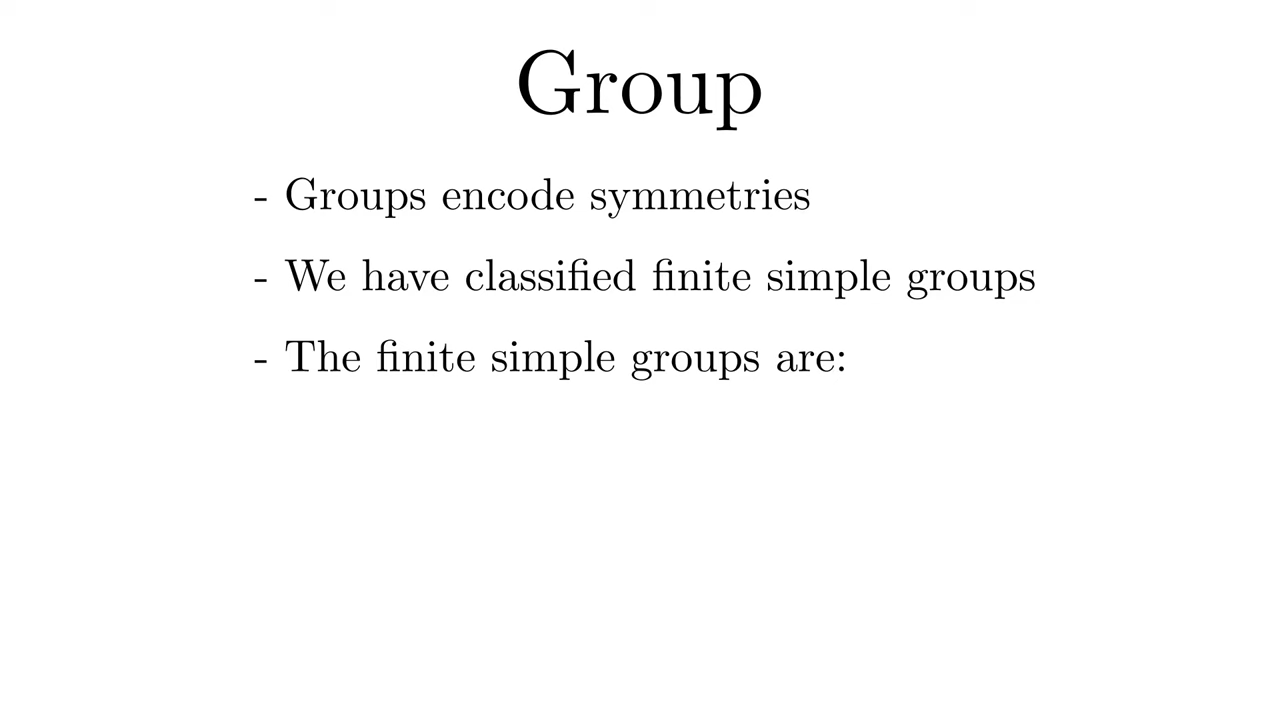 Group
- Groups encode symmetries
- We have classified finite simple groups
- The finite simple groups are: